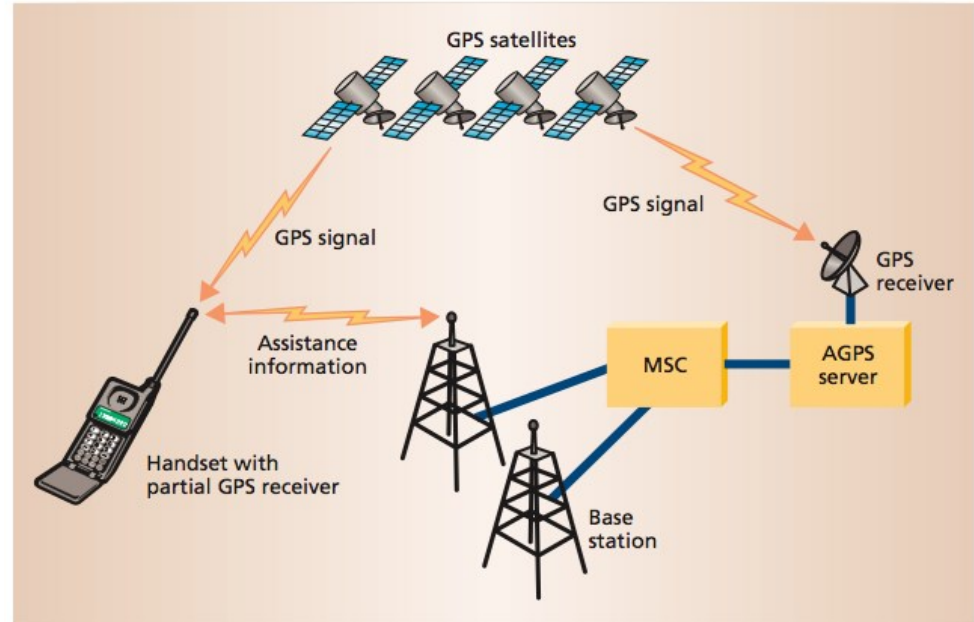 GPS satellites
GPS signal
GPS signal
GPS
receiver
Assistance
information
MSC
AGPS
server
Handset with
partial GPS receiver
Base
station